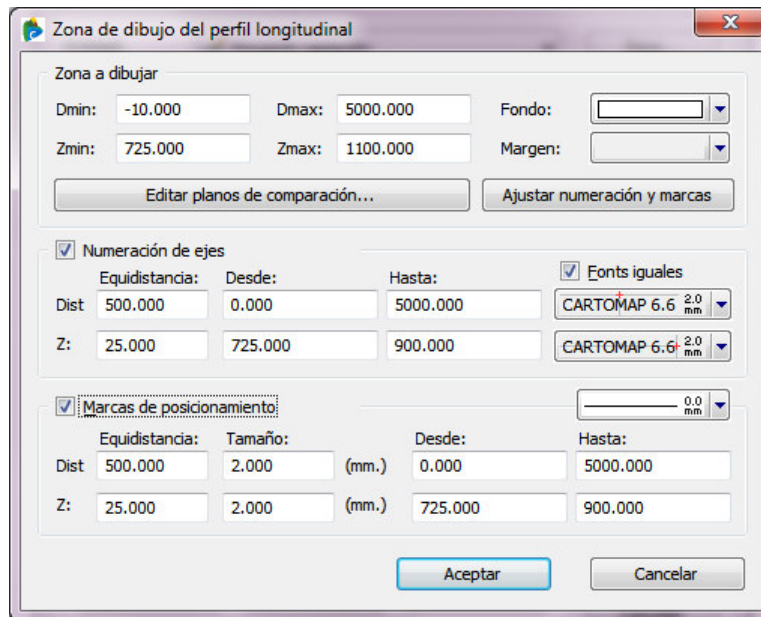 Zona de dibujo del perfil longitudinal
Zona a dibujar
Dmin: -10.000 Dmax: 5000.000 Fondo:
Zmin: 725.000 Zmax: 1100.000 Margen:
Editar planos de comparación... Ajustar numeración y marcas
Numeración de ejes
Equidistancia: Desde: Hasta: Fonts iguales
Dist 500.000 0.000 5000.000 CARTOMAP 6.6 2.0 mm
Z: 25.000 725.000 900.000 CARTOMAP 6.6 2.0 mm
Marcas de posicionamiento 0.0 mm
Equidistancia: Tamaño: Desde: Hasta:
Dist 500.000 2.000 (mm.) 0.000 5000.000
Z: 25.000 2.000 (mm.) 725.000 900.000
Aceptar Cancelar